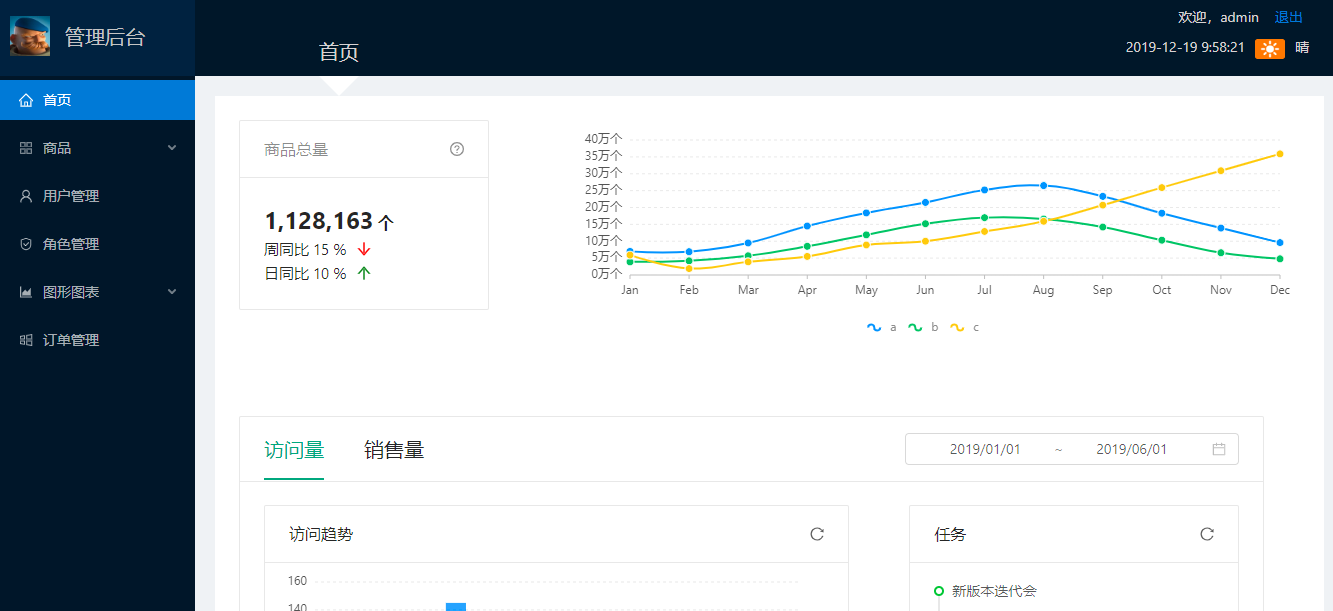 管理后台
欢迎，admin 退出
首页
2019-12-19 9:58:21 晴
首页
商品
用户管理
角色管理
图形图表
订单管理
商品总量
1,128,163 个
周同比 15 %
日同比 10 %
40万个
35万个
30万个
25万个
20万个
15万个
10万个
5万个
0万个
Jan Feb Mar Apr May Jun Jul Aug Sep Oct Nov Dec
a b c
访问量 销售量
2019/01/01 ~ 2019/06/01
访问趋势
160
140
任务
新版本迭代会